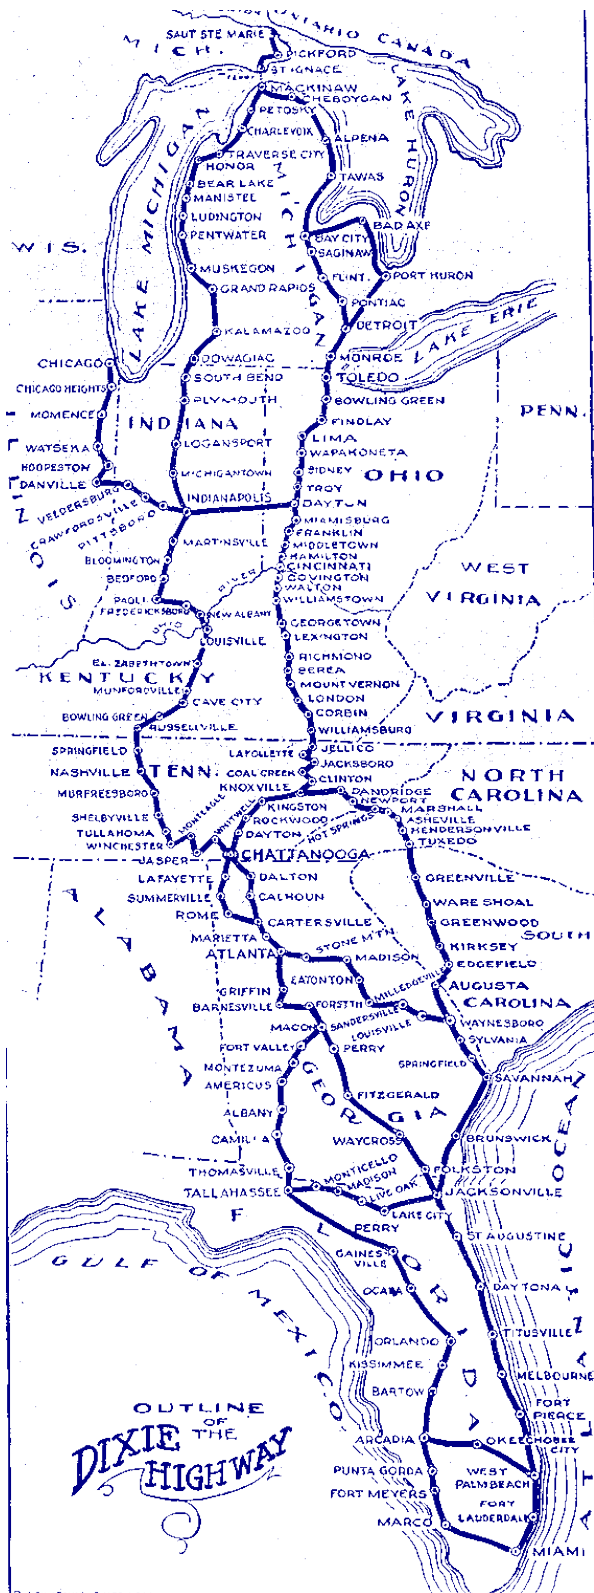 ONTARIO CANADA
SAUT STE MARIE
MICH.
PICKFORD
ST IGNACE
FERRY
MACKINAW
CHEBOYGAN
PETOSKY
CHARLEVOIX
ALPENA
LAKE HURON
TRAVERSE CITY
HONOR
TAWAS
BEAR LAKE
MANISTEE
LUDINGTON
PENTWATER
LAKE MICHIGAN
MICHIGAN
BAD AXE
BAY CITY
WIS.
SAGINAW
MUSKEGON
FLINT
PORT HURON
GRAND RAPIDS
PONTIAC
KALAMAZOO
DETROIT
LAKE ERIE
DOWAGIAC
MONROE
CHICAGO
SOUTH BEND
TOLEDO
CHICAGO HEIGHTS
PLYMOUTH
BOWLING GREEN
MOMENCE
INDIANA
FINDLAY
PENN.
LIMA
WATSEKA
LOGANSPORT
WAPAKONETA
HOOPESTON
MICHIGANTOWN
SIDNEY
OHIO
DANVILLE
TROY
ILLINOIS
VELDERSBURG
INDIANAPOLIS
DAYTON
CRAWFORDSVILLE
PITTSBORO
MIAMISBURG
FRANKLIN
MARTINSVILLE
MIDDLETOWN
HAMILTON
BLOOMINGTON
CINCINNATI
COVINGTON
WEST
VIRGINIA
BEDFORD
WALTON
PAOLI
WILLIAMSTOWN
FREDERICKSBURG
NEW ALBANY
OHIO RIVER
GEORGETOWN
LOUISVILLE
LEXINGTON
ELIZABETHTOWN
RICHMOND
BEREA
KENTUCKY
MOUNT VERNON
MUNFORDVILLE
CAVE CITY
LONDON
BOWLING GREEN
CORBIN
VIRGINIA
RUSSELLVILLE
WILLIAMSBURG
SPRINGFIELD
JELLICO
LAFOLLETTE
JACKSBORO
NASHVILLE
TENN.
COAL CREEK
CLINTON
NORTH
CAROLINA
MURFREESBORO
KNOXVILLE
DANDRIDGE
NEWPORT
KINGSTON
MARSHALL
SHELBYVILLE
ROCKWOOD
HOT SPRINGS
ASHEVILLE
TULLAHOMA
MONTEAGLE
WHITWELL
DAYTON
HENDERSONVILLE
WINCHESTER
TUXEDO
JASPER
CHATTANOOGA
LAFAYETTE
DALTON
GREENVILLE
SUMMERVILLE
CALHOUN
WARE SHOAL
ROME
CARTERSVILLE
GREENWOOD
SOUTH
CAROLINA
MARIETTA
KIRKSEY
ATLANTA
STONE MTN
MADISON
EDGEFIELD
ALABAMA
EATONTON
MILLEDGEVILLE
AUGUSTA
GRIFFIN
BARNESVILLE
FORSYTH
SANDERSVILLE
LOUISVILLE
WAYNESBORO
MACON
SYLVANIA
FORT VALLEY
PERRY
SPRINGFIELD
MONTEZUMA
AMERICUS
SAVANNAH
GEORGIA
FITZGERALD
ALBANY
CAMILLA
WAYCROSS
BRUNSWICK
THOMASVILLE
FOLKSTON
TALLAHASSEE
MONTICELLO
MADISON
LIVE OAK
JACKSONVILLE
LAKE CITY
PERRY
ST AUGUSTINE
GAINES-
VILLE
FLORIDA
GULF OF MEXICO
OCALA
DAYTONA
ATLANTIC OCEAN
ORLANDO
TITUSVILLE
KISSIMMEE
MELBOURNE
BARTOW
FORT
PIERCE
ARCADIA
OKEECHOBEE
CITY
PUNTA GORDA
WEST
PALM BEACH
FORT MEYERS
FORT
LAUDERDALE
MARCO
MIAMI
OUTLINE
OF
THE
DIXIE
HIGHWAY